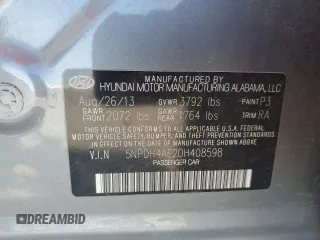 MANUFACTURED BY
HYUNDAI MOTOR MANUFACTURING ALABAMA, LLC
Aug/26/13 GVWR 3792 lbs PAINT P3
GAWR FRONT 2072 lbs GAWR REAR 1764 lbs TRIM RA
THIS VEHICLE CONFORMS TO ALL APPLICABLE FEDERAL MOTOR VEHICLE
SAFETY, BUMPER, AND THEFT PREVENTION STANDARDS IN
EFFECT ON THE DATE OF MANUFACTURE SHOWN ABOVE.
V.I.N 5NPDH4AE2DH408598
PASSENGER CAR
© BIDPIC